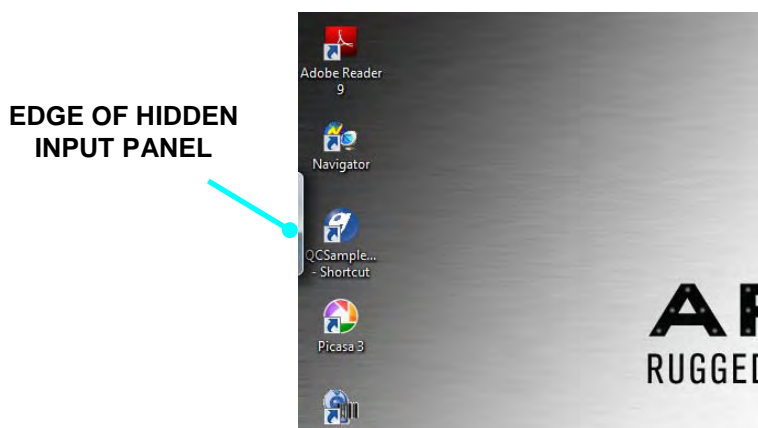 EDGE OF HIDDEN
INPUT PANEL
Adobe Reader
9
Navigator
QCSample...
- Shortcut
Picasa 3
RUGGED